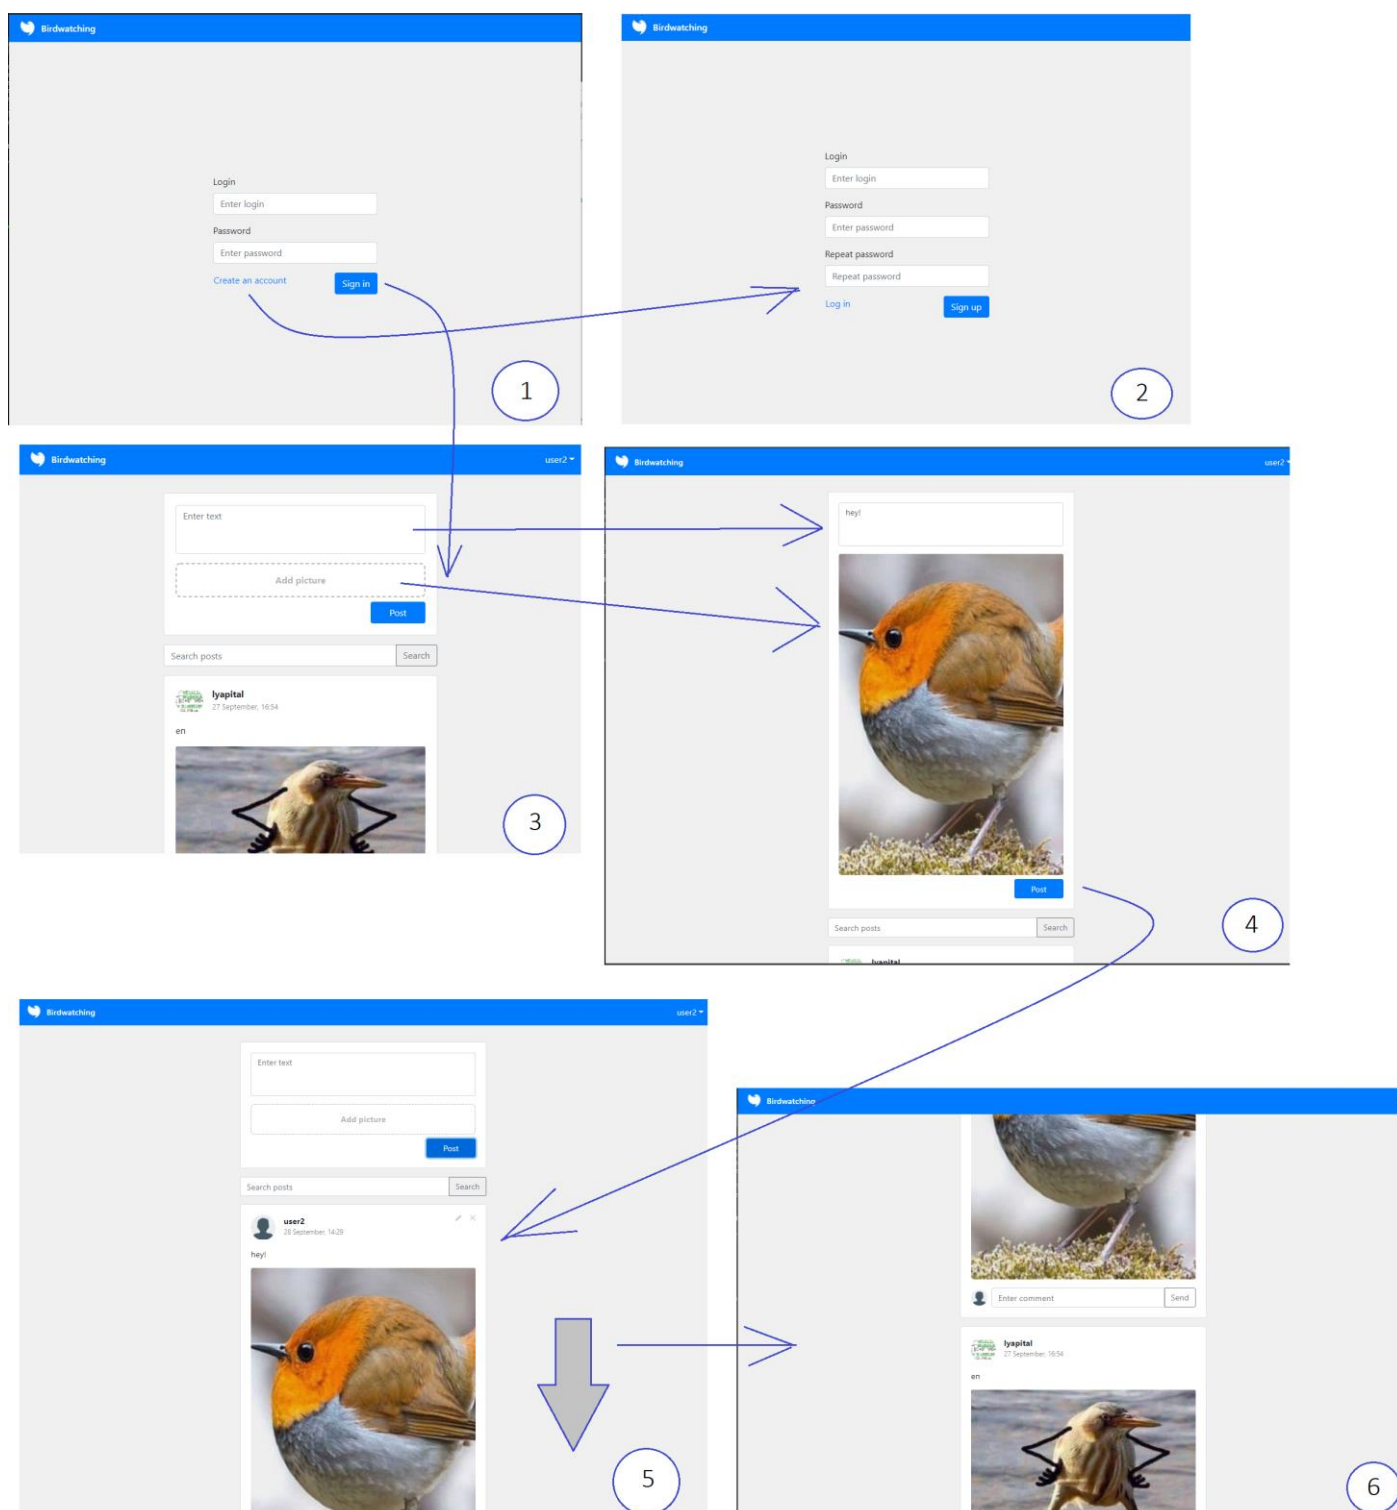 Birdwatching
Login
Enter login
Password
Enter password
Create an account
Sign in
1
Birdwatching
Login
Enter login
Password
Enter password
Repeat password
Repeat password
Log in
Sign up
2
Birdwatching
user2
Enter text
Add picture
Post
Search posts
Search
lyapital
27 September, 16:54
en
3
Birdwatching
user2
hey!
Post
Search posts
Search
lyapital
4
Birdwatching
user2
Enter text
Add picture
Post
Search posts
Search
user2
28 September, 14:29
hey!
5
Birdwatching
Enter comment
Send
lyapital
27 September, 16:54
en
6